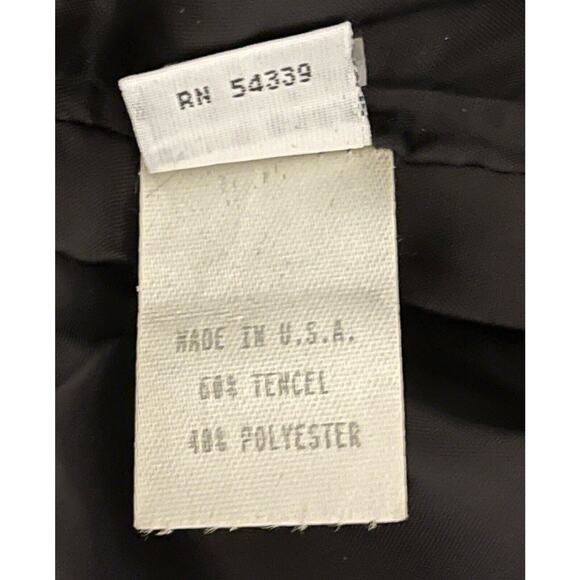 RN 54339
MADE IN U.S.A.
60% TENCEL
40% POLYESTER